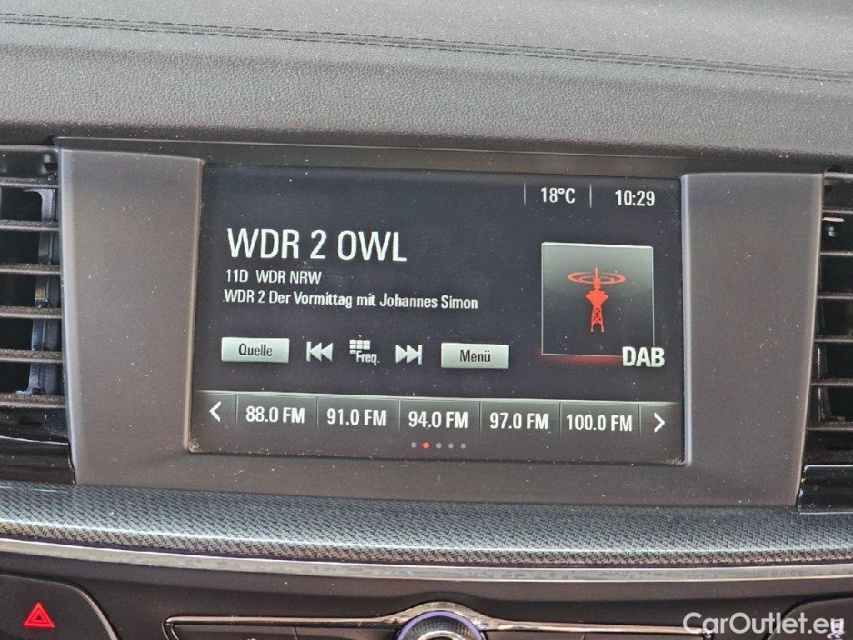 18°C 10:29
WDR 2 OWL
11D WDR NRW
WDR 2 Der Vormittag mit Johannes Simon
Quelle Freq. Menü
DAB
88.0 FM 91.0 FM 94.0 FM 97.0 FM 100.0 FM
CarOutlet.eu